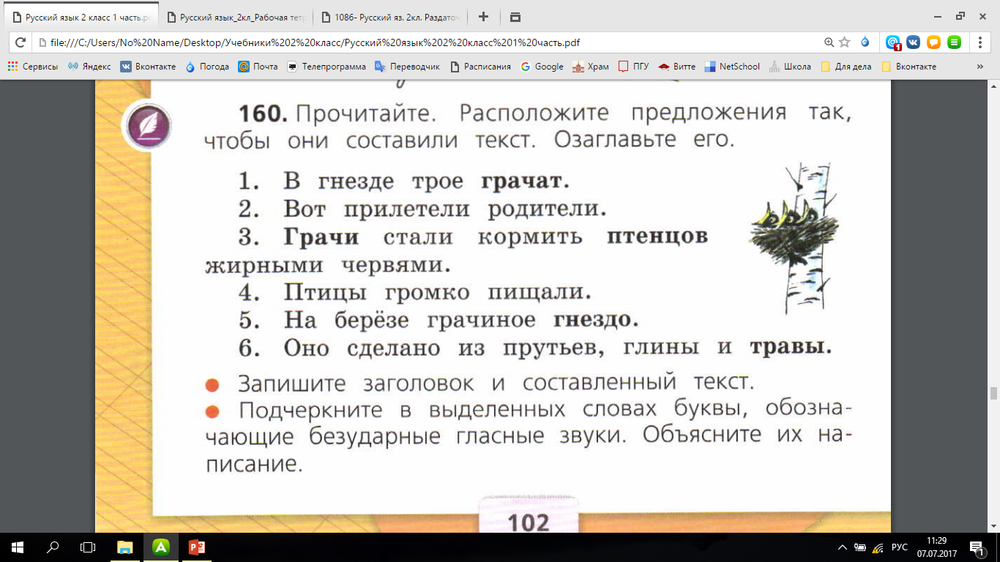 Русский язык 2 класс 1 часть.pd
Русский язык_2кл_Рабочая тетр
1086- Русский яз. 2кл. Раздаточ
file:///C:/Users/No%20Name/Desktop/Учебники%202%20класс/Русский%20язык%202%20класс%201%20часть.pdf
1
Сервисы Яндекс Вконтакте Погода Почта Телепрограмма Переводчик Расписания Google Храм ПГУ Витте NetSchool Школа Для дела Вконтакте »
160. Прочитайте. Расположите предложения так,
чтобы они составили текст. Озаглавьте его.
1. В гнезде трое грачат.
2. Вот прилетели родители.
3. Грачи стали кормить птенцов
жирными червями.
4. Птицы громко пищали.
5. На берёзе грачиное гнездо.
6. Оно сделано из прутьев, глины и травы.
Запишите заголовок и составленный текст.
Подчеркните в выделенных словах буквы, обозна-
чающие безударные гласные звуки. Объясните их на-
писание.
102
РУС
11:29
07.07.2017
1